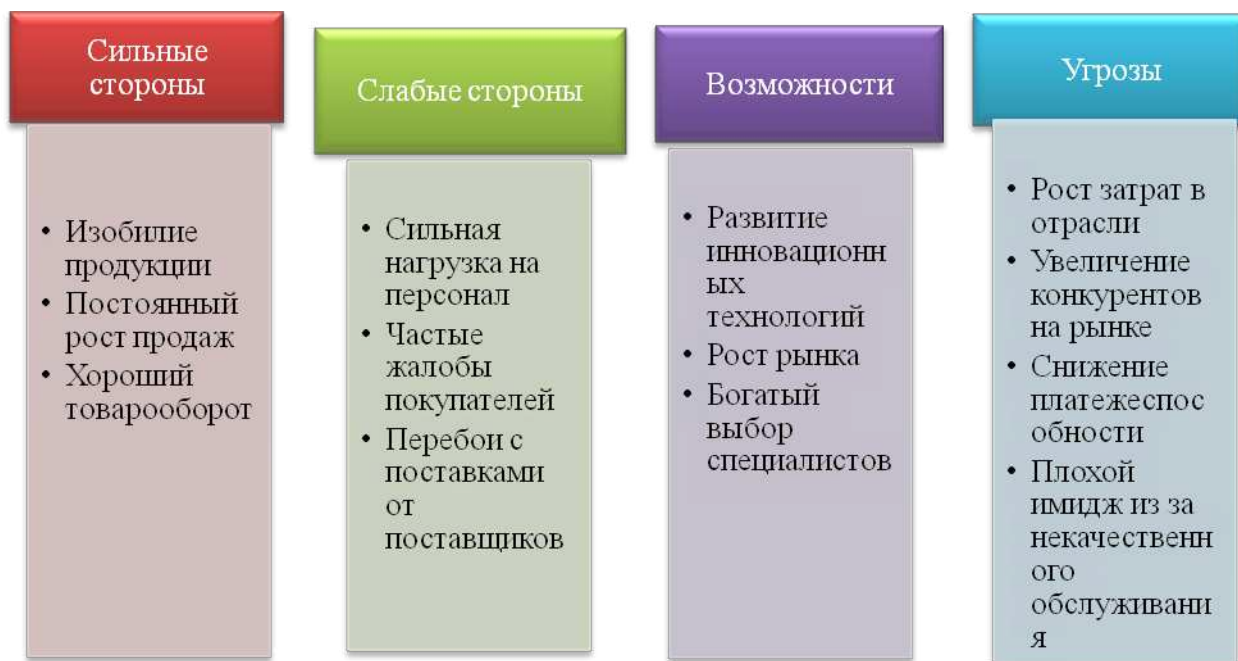 Сильные
стороны
• Изобилие
продукции
• Постоянный
рост продаж
• Хороший
товарооборот
Слабые стороны
• Сильная
нагрузка на
персонал
• Частые
жалобы
покупателей
• Перебои с
поставками
от
поставщиков
Возможности
• Развитие
инновационн
ых
технологий
• Рост рынка
• Богатый
выбор
специалистов
Угрозы
• Рост затрат в
отрасли
• Увеличение
конкурентов
на рынке
• Снижение
платежеспос
обности
• Плохой
имидж из за
некачественн
ого
обслуживани
я